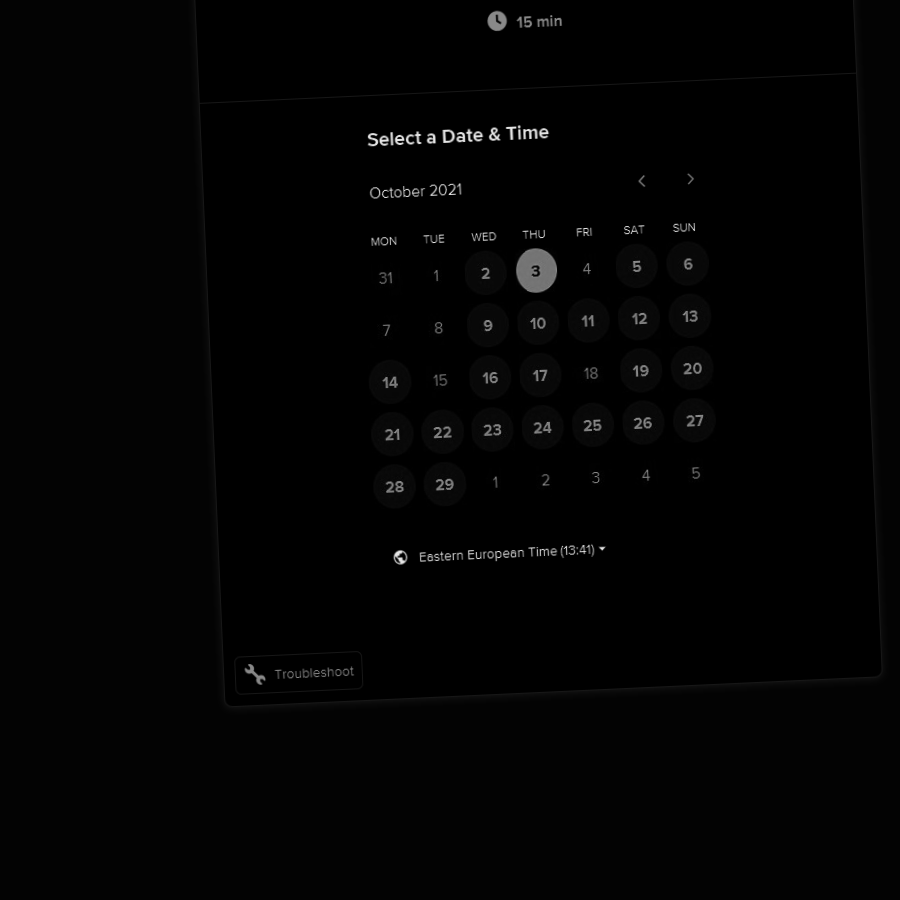 15 min
Select a Date & Time
October 2021
MON TUE WED THU FRI SAT SUN
31 1 2 3 4 5 6
7 8 9 10 11 12 13
14 15 16 17 18 19 20
21 22 23 24 25 26 27
28 29 1 2 3 4 5
Eastern European Time (13:41)
Troubleshoot